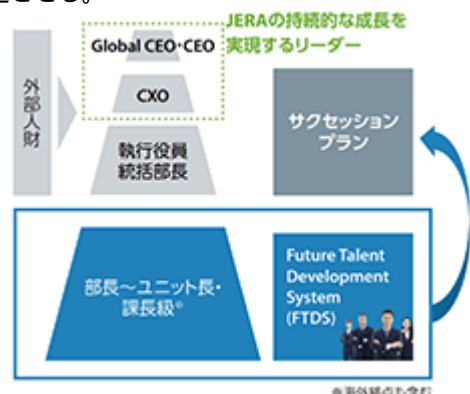 JERAの持続的な成長を
実現するリーダー
Global CEO・CEO
CXO
外部人財
執行役員
統括部長
サクセッション
プラン
部長〜ユニット長・
課長級※
Future Talent
Development
System
(FTDS)
※海外拠点も含む